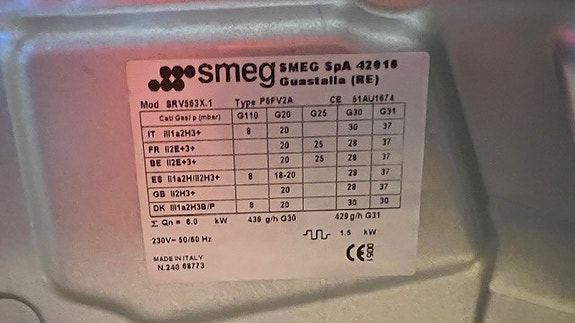 smeg SMEG SpA 42016
Guastalla (RE)
Mod SRV563X.1 Type P5FV2A CE 51AU1674
Cat/ Gas/ p (mbar) G110 G20 G25 G30 G31
IT III1a2H3+ 8 20 30 37
FR II2E+3+ 20 25 28 37
BE II2E+3+ 20 25 28 37
ES II1a2H/II2H3+ 8 18-20 28 37
GB II2H3+ 20 28 37
DK III1a2H3B/P 8 20 30 30
Σ Qn = 6.0 kW 436 g/h G30 429 g/h G31
230V~ 50/60 Hz 1.5 kW
MADE IN ITALY CE 0051
N.240 68773